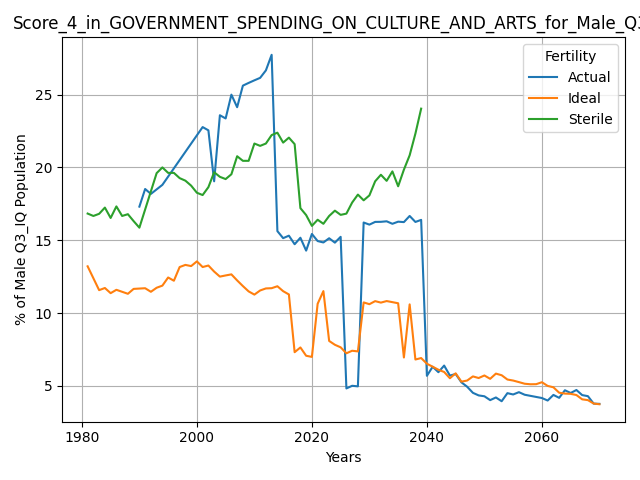 Score_4_in_GOVERNMENT_SPENDING_ON_CULTURE_AND_ARTS_for_Male_Q3
Fertility
Actual
Ideal
Sterile
% of Male Q3_IQ Population
25
20
15
10
5
1980 2000 2020 2040 2060
Years